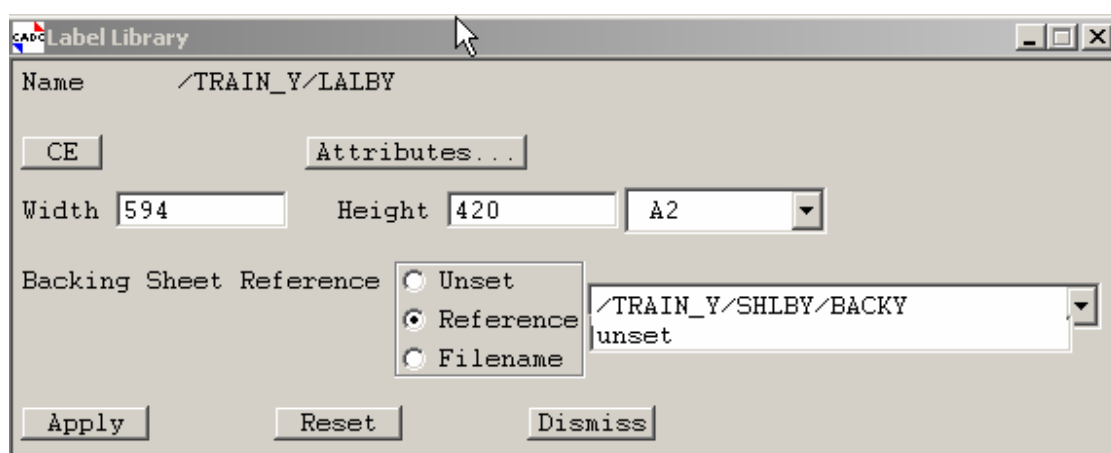 CADC Label Library
Name /TRAIN_Y/LALBY
CE Attributes...
Width 594 Height 420 A2
Backing Sheet Reference
Unset
Reference
Filename
/TRAIN_Y/SHLBY/BACKY
unset
Apply Reset Dismiss